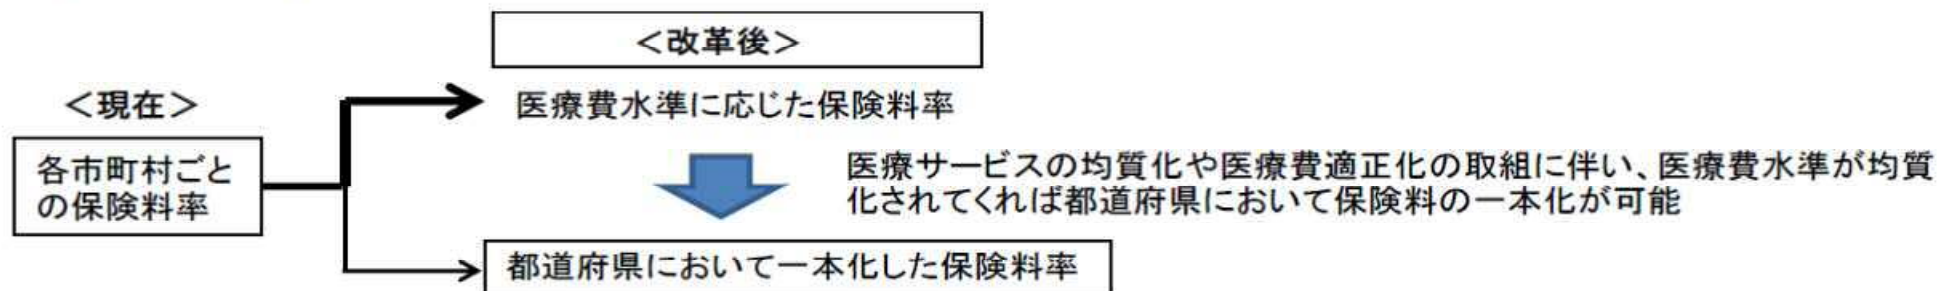 ＜改革後＞
＜現在＞
医療費水準に応じた保険料率
各市町村ごと
の保険料率
医療サービスの均質化や医療費適正化の取組に伴い、医療費水準が均質
化されてくれば都道府県において保険料の一本化が可能
都道府県において一本化した保険料率